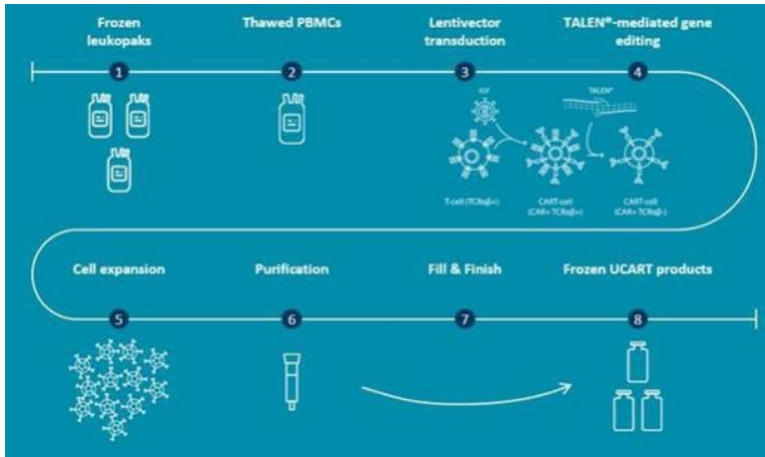 Frozen
leukopaks
Thawed PBMCs
Lentivector
transduction
TALEN®-mediated gene
editing
1
2
3
4
TALEN®
T-cell (TCRαβ+)
CART-cell
(CAR+ TCRαβ+)
CART-cell
(CAR+ TCRαβ-)
Cell expansion
Purification
Fill & Finish
Frozen UCART products
5
6
7
8